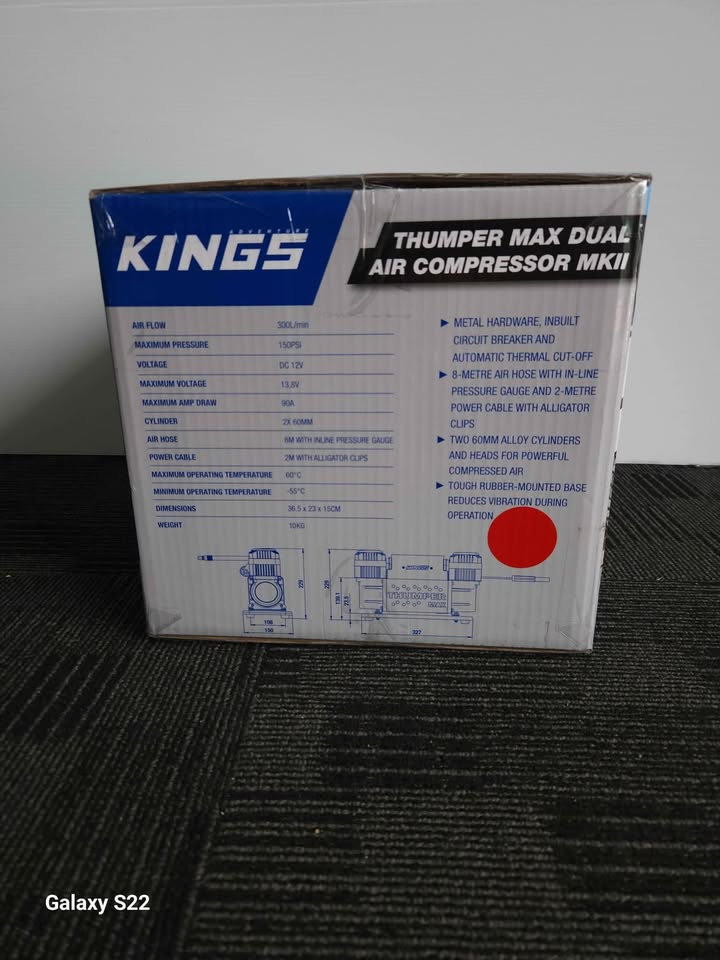 ADVENTURE
KINGS
THUMPER MAX DUAL
AIR COMPRESSOR MKII
AIR FLOW 300L/min
MAXIMUM PRESSURE 150PSI
VOLTAGE DC 12V
MAXIMUM VOLTAGE 13.8V
MAXIMUM AMP DRAW 90A
CYLINDER 2X 60MM
AIR HOSE 8M WITH INLINE PRESSURE GAUGE
POWER CABLE 2M WITH ALLIGATOR CLIPS
MAXIMUM OPERATING TEMPERATURE 60°C
MINIMUM OPERATING TEMPERATURE -55°C
DIMENSIONS 36.5 x 23 x 15CM
WEIGHT 10KG
▶ METAL HARDWARE, INBUILT
CIRCUIT BREAKER AND
AUTOMATIC THERMAL CUT-OFF
▶ 8-METRE AIR HOSE WITH IN-LINE
PRESSURE GAUGE AND 2-METRE
POWER CABLE WITH ALLIGATOR
CLIPS
▶ TWO 60MM ALLOY CYLINDERS
AND HEADS FOR POWERFUL
COMPRESSED AIR
▶ TOUGH RUBBER-MOUNTED BASE
REDUCES VIBRATION DURING
OPERATION
THUMPER
MAX
327
Galaxy S22